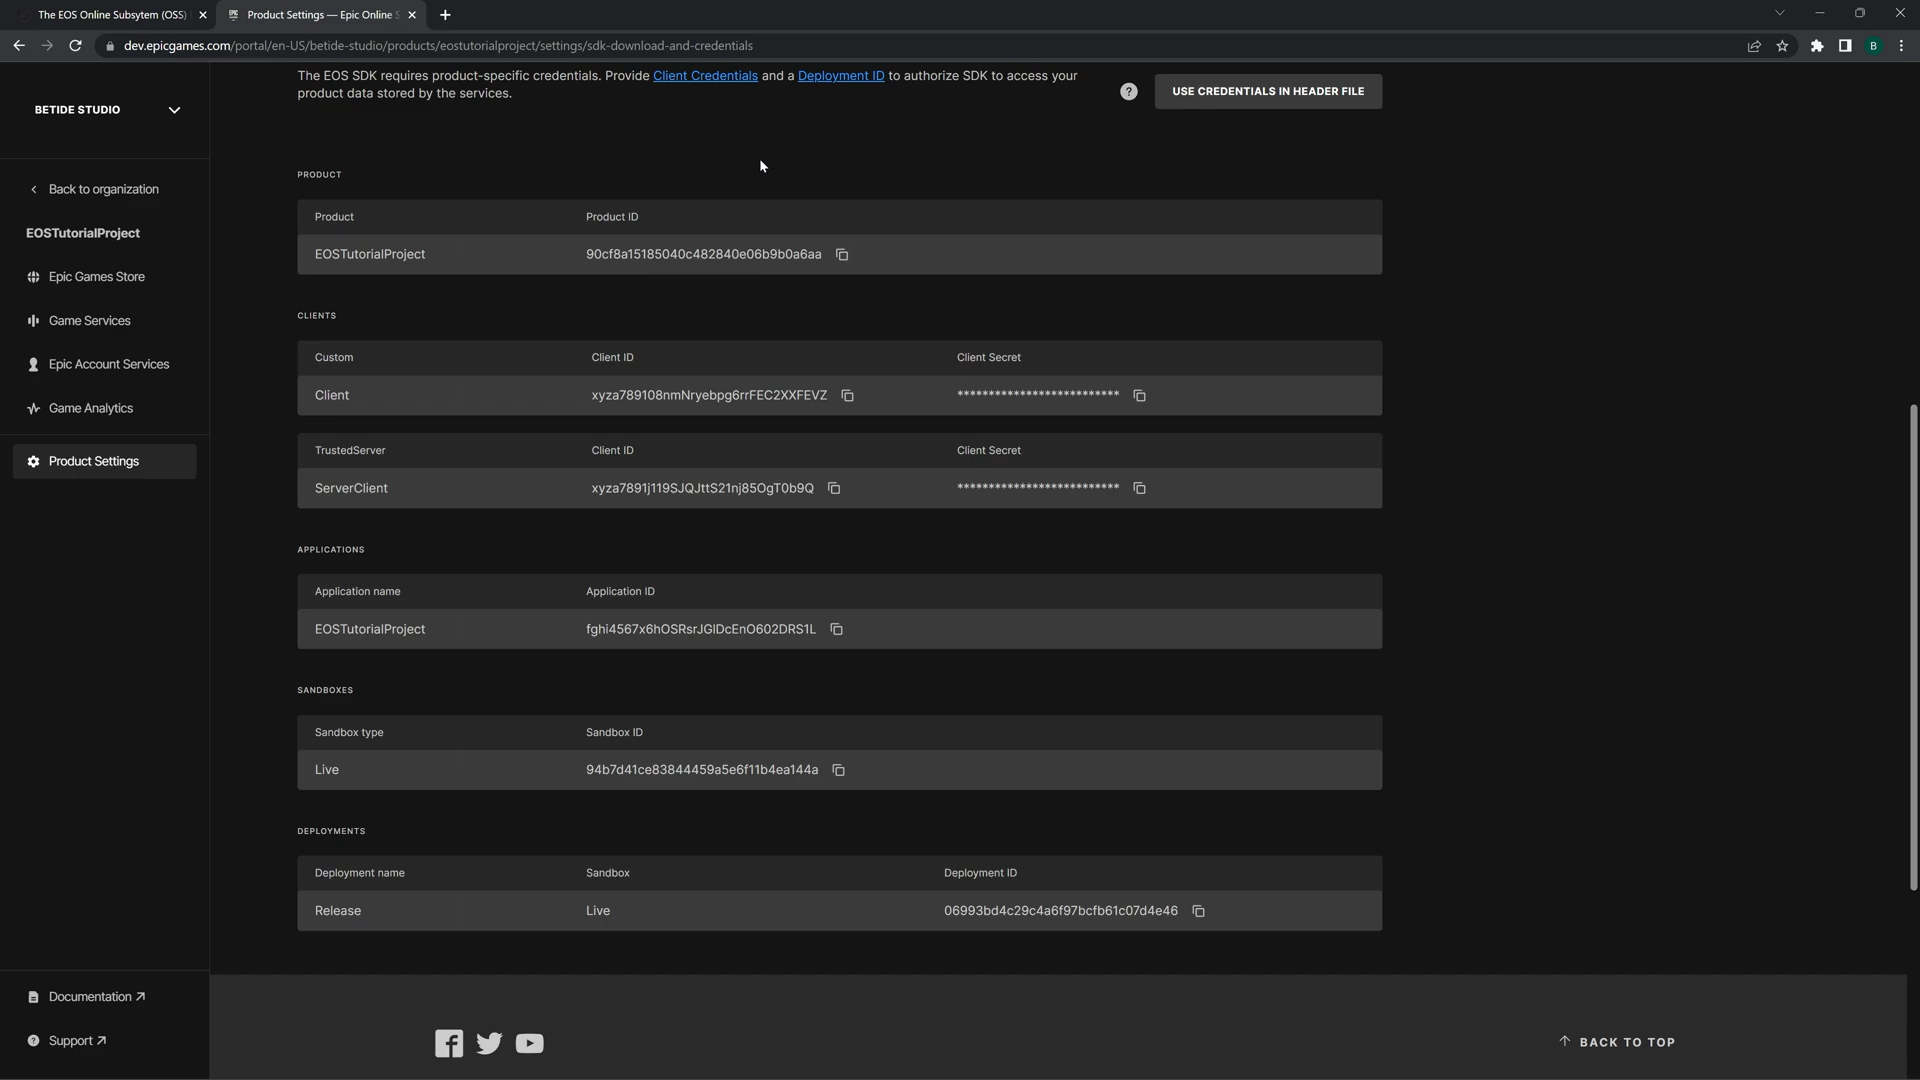 The EOS Online Subsytem (OSS)
Product Settings — Epic Online S
dev.epicgames.com/portal/en-US/betide-studio/products/eostutorialproject/settings/sdk-download-and-credentials
B
BETIDE STUDIO
Back to organization
EOSTutorialProject
Epic Games Store
Game Services
Epic Account Services
Game Analytics
Product Settings
Documentation
Support
The EOS SDK requires product-specific credentials. Provide Client Credentials and a Deployment ID to authorize SDK to access your
product data stored by the services.
USE CREDENTIALS IN HEADER FILE
PRODUCT
Product Product ID
EOSTutorialProject 90cf8a15185040c482840e06b9b0a6aa
CLIENTS
Custom Client ID Client Secret
Client xyza789108nmNryebpg6rrFEC2XXFEVZ **************************
TrustedServer Client ID Client Secret
ServerClient xyza7891j119SJQJttS21nj85OgT0b9Q **************************
APPLICATIONS
Application name Application ID
EOSTutorialProject fghi4567x6hOSRsrJGlDcEnO602DRS1L
SANDBOXES
Sandbox type Sandbox ID
Live 94b7d41ce83844459a5e6f11b4ea144a
DEPLOYMENTS
Deployment name Sandbox Deployment ID
Release Live 06993bd4c29c4a6f97bcfb61c07d4e46
BACK TO TOP